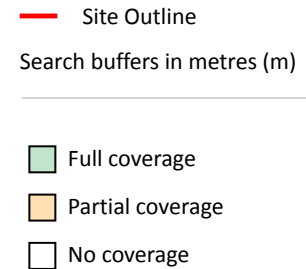 Site Outline
Search buffers in metres (m)
Full coverage
Partial coverage
No coverage